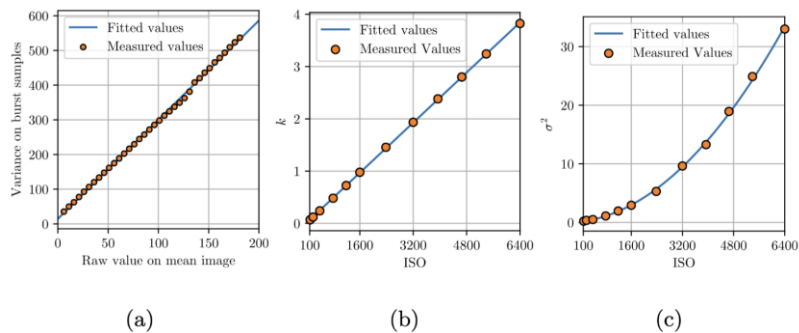 Variance on burst samples
600
500
400
300
200
100
0
Fitted values
Measured values
0 50 100 150 200
Raw value on mean image
k
4
3
2
1
0
Fitted values
Measured Values
100 1600 3200 4800 6400
ISO
σ²
30
20
10
0
Fitted values
Measured Values
100 1600 3200 4800 6400
ISO
(a) (b) (c)